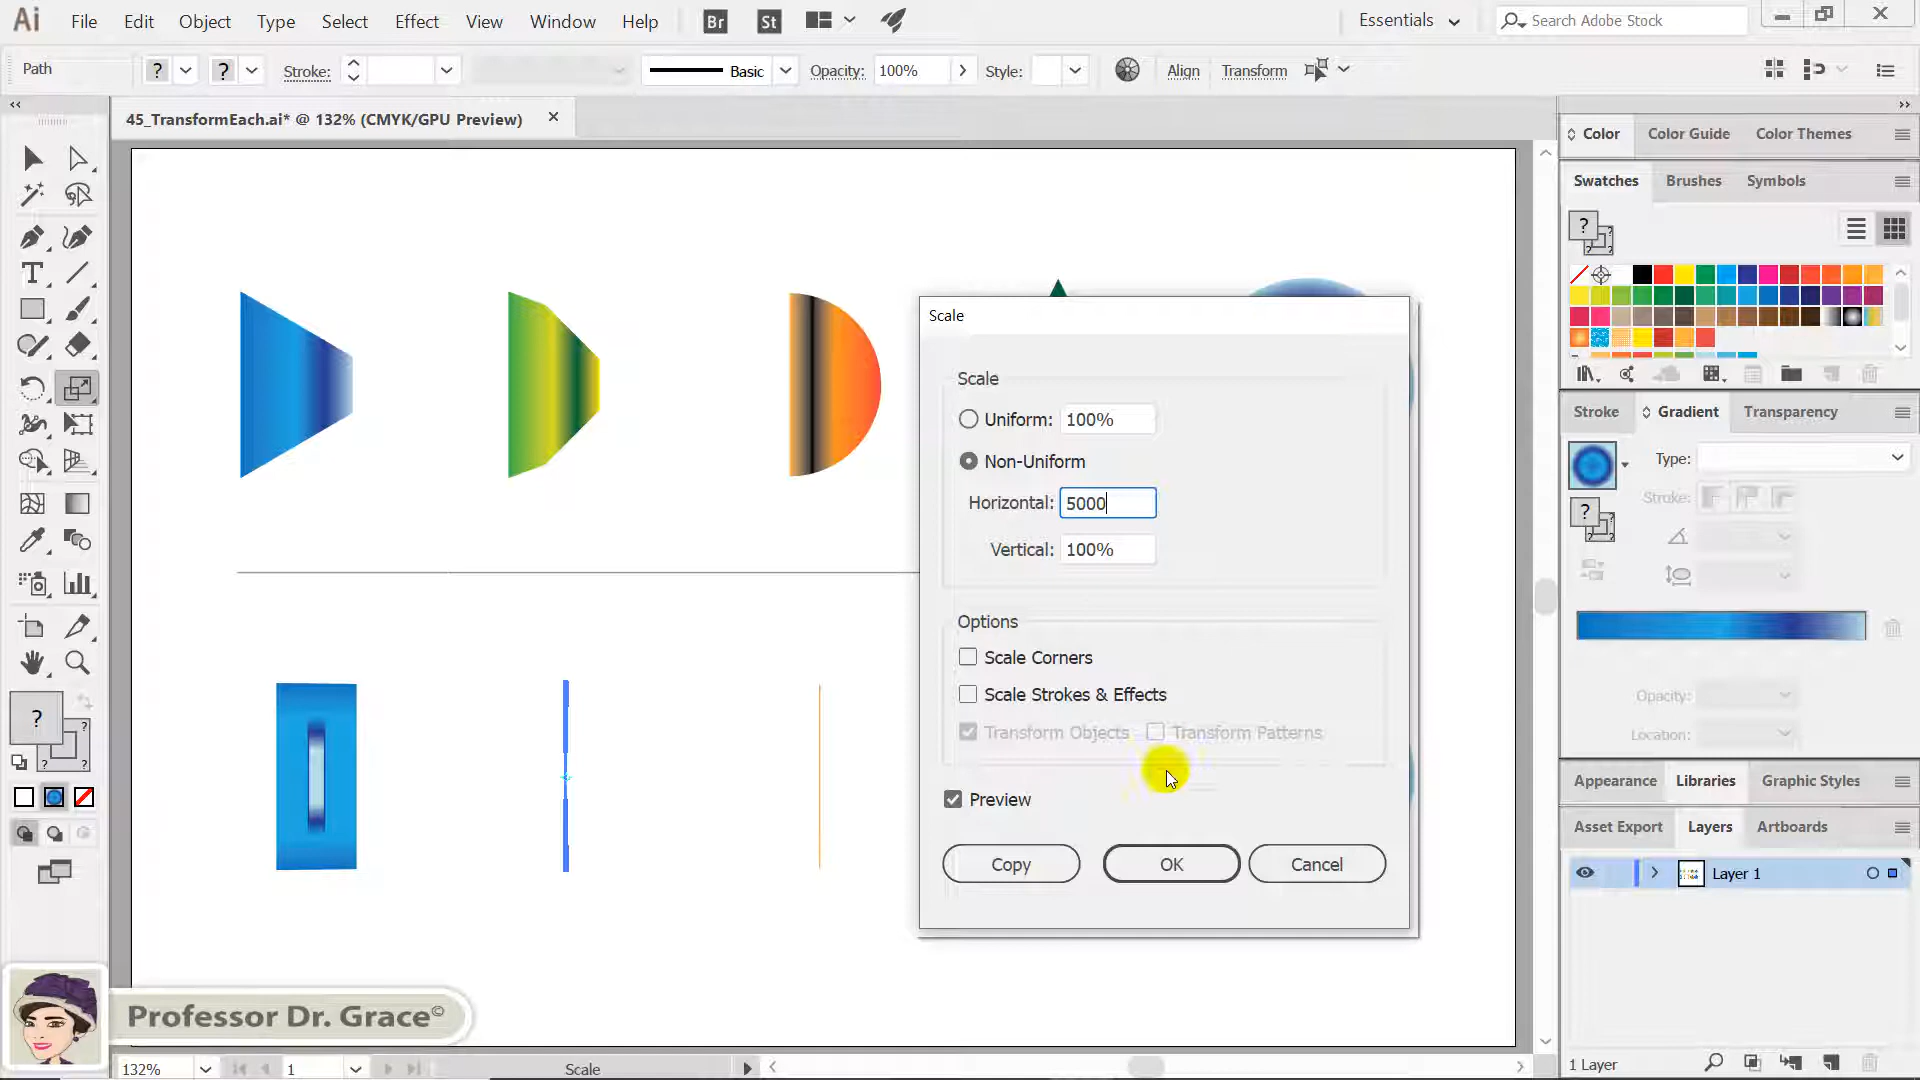 Ai File Edit Object Type Select Effect View Window Help Br St Essentials Search Adobe Stock
Path ? ? Stroke: Basic Opacity: 100% Style: Align Transform
45_TransformEach.ai* @ 132% (CMYK/GPU Preview)
Color Color Guide Color Themes
Swatches Brushes Symbols
?
Stroke Gradient Transparency
Type:
Stroke:
?
Opacity:
Location:
Appearance Libraries Graphic Styles
Asset Export Layers Artboards
Layer 1
1 Layer
Scale
Scale
Uniform: 100%
Non-Uniform
Horizontal: 5000
Vertical: 100%
Options
Scale Corners
Scale Strokes & Effects
Transform Objects Transform Patterns
Preview
Copy OK Cancel
T
?
?
? ?
Professor Dr. Grace©
132% 1 Scale